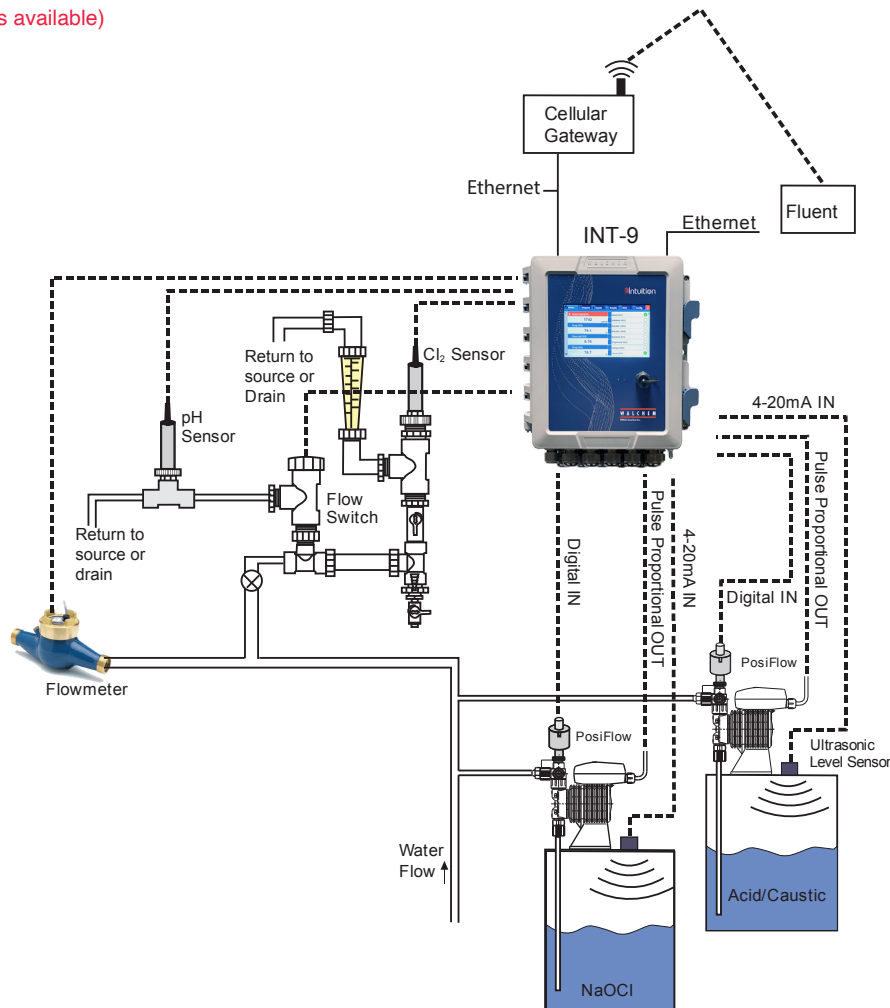 s available)
Cellular
Gateway
Ethernet
Fluent
Ethernet
INT-9
intuition
Return to
source or
Drain
Cl₂ Sensor
pH
Sensor
WALCHEM
4-20mA IN
Flow
Switch
Return to
source or
drain
Digital IN
Pulse Proportional OUT
4-20mA IN
Pulse Proportional OUT
Digital IN
Flowmeter
PosiFlow
PosiFlow
Ultrasonic
Level Sensor
Water
Flow
Acid/Caustic
NaOCl